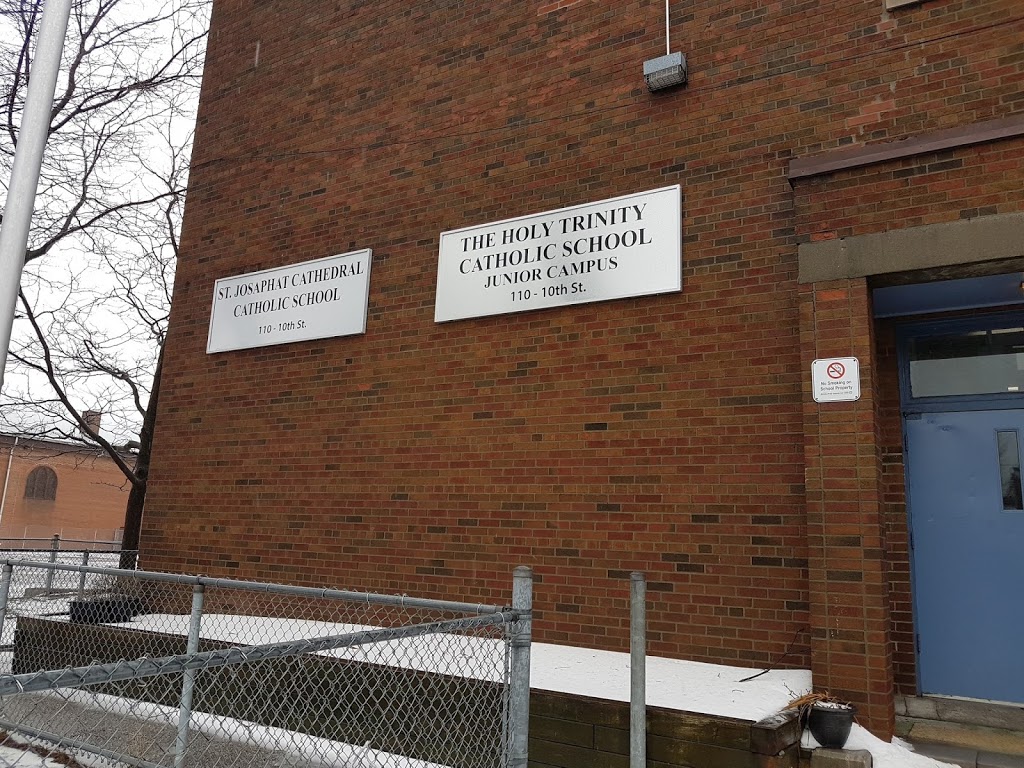 ST. JOSAPHAT CATHEDRAL
CATHOLIC SCHOOL
110 - 10th St.
THE HOLY TRINITY
CATHOLIC SCHOOL
JUNIOR CAMPUS
110 - 10th St.
No Smoking on
School Property